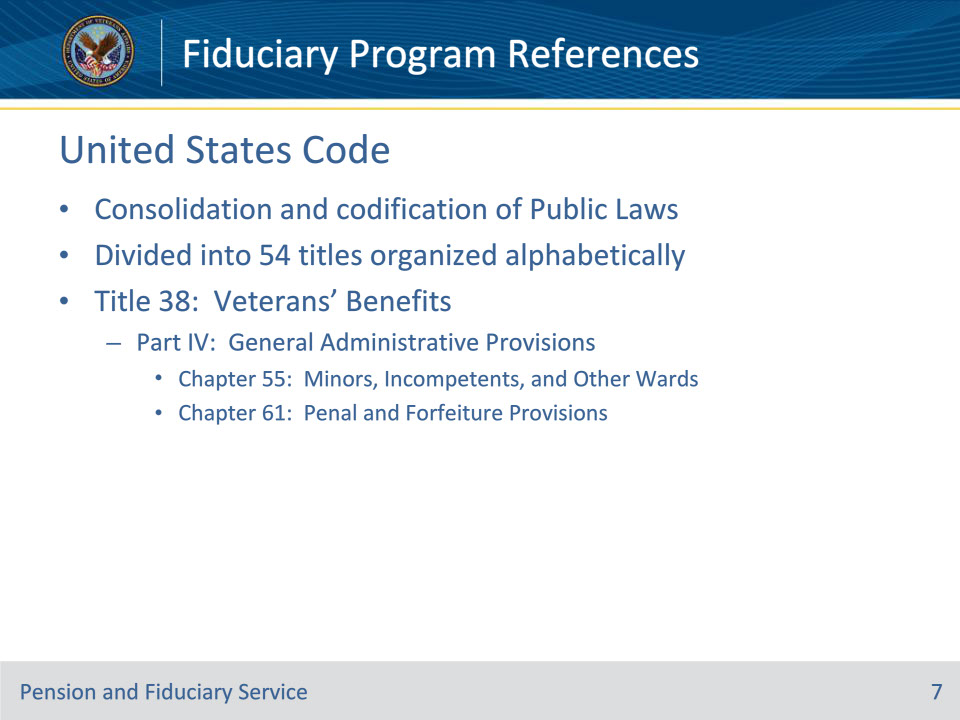 Fiduciary Program References
United States Code
• Consolidation and codification of Public Laws
• Divided into 54 titles organized alphabetically
• Title 38:  Veterans’ Benefits
– Part IV:  General Administrative Provisions
• Chapter 55:  Minors, Incompetents, and Other Wards
• Chapter 61:  Penal and Forfeiture Provisions
Pension and Fiduciary Service
7
DEPARTMENT OF VETERANS AFFAIRS
UNITED STATES OF AMERICA